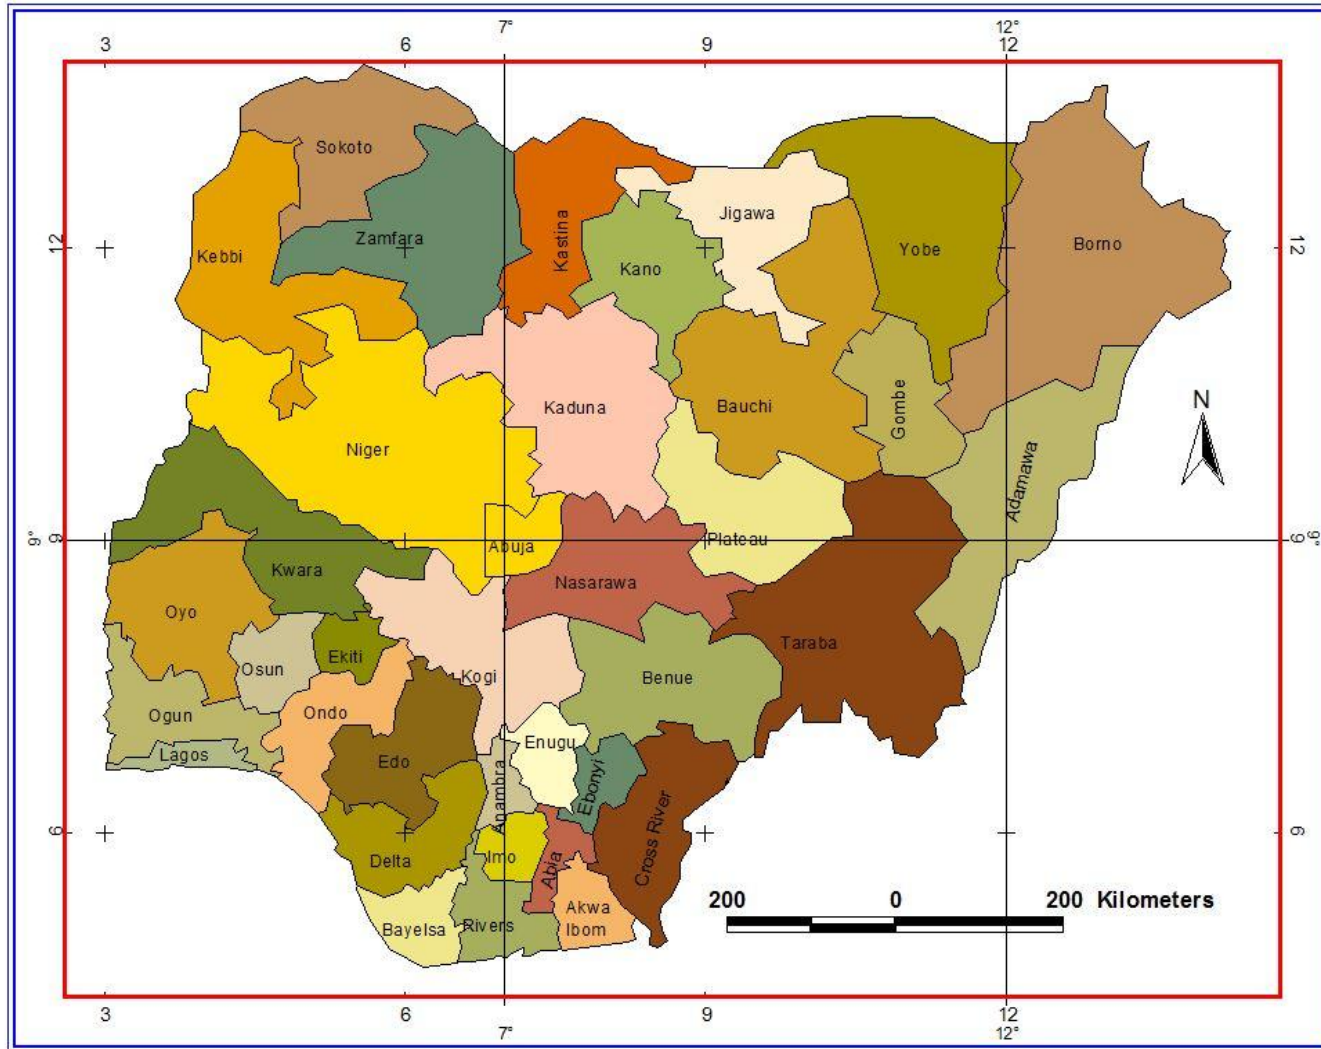 7°
12°
3
6
9
12
Sokoto
Zamfara
Kebbi
Kastina
Kano
Jigawa
Yobe
Borno
12
12
Niger
Kaduna
Bauchi
Gombe
Adamawa
N
9°
9
9
9°
Abuja
Plateau
Kwara
Nasarawa
Oyo
Taraba
Osun
Ekiti
Kogi
Benue
Ogun
Ondo
Lagos
Edo
Enugu
Anambra
Ebonyi
Cross River
6
6
Delta
Imo
Abia
Bayelsa
Rivers
Akwa
Ibom
200
0
200 Kilometers
3
6
9
12
7°
12°